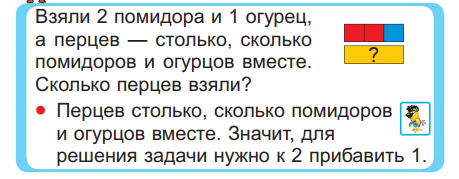 Взяли 2 помидора и 1 огурец,
а перцев — столько, сколько
помидоров и огурцов вместе.
Сколько перцев взяли?
?
• Перцев столько, сколько помидоров
и огурцов вместе. Значит, для
решения задачи нужно к 2 прибавить 1.